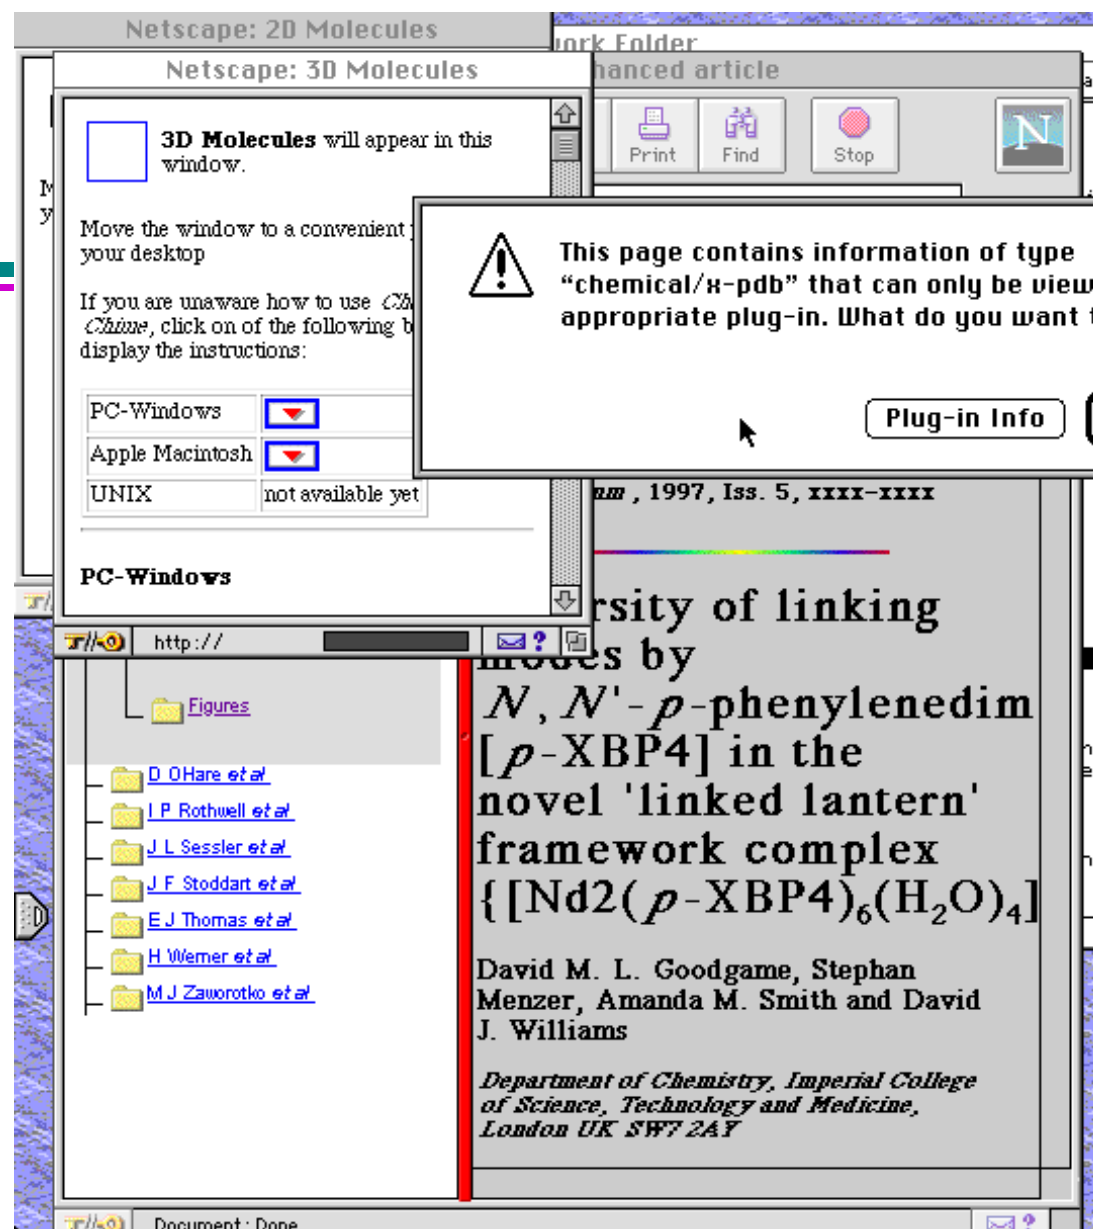 Netscape: 2D Molecules
ork Folder
Netscape: 3D Molecules
hanced article
3D Molecules will appear in this
window.
Print
Find
Stop
N
Move the window to a convenient
your desktop
If you are unaware how to use
Chime, click on of the following b
display the instructions:
PC-Windows
Apple Macintosh
UNIX
not available yet
PC-Windows
http://
?
This page contains information of type
“chemical/x-pdb” that can only be view
appropriate plug-in. What do you want t
Plug-in Info
, 1997, Iss. 5, xxxx-xxxx
rsity of linking
modes by
N, N'-p-phenylenedim
[p-XBP4] in the
novel 'linked lantern'
framework complex
{[Nd2(p-XBP4)₆(H₂O)₄]
David M. L. Goodgame, Stephan
Menzer, Amanda M. Smith and David
J. Williams
Department of Chemistry, Imperial College
of Science, Technology and Medicine,
London UK SW7 2AY
Figures
D OHare et al
I P Rothwell et al
J L Sessler et al
J F Stoddart et al
E J Thomas et al
H Werner et al
M J Zaworotko et al
Document : Done
?